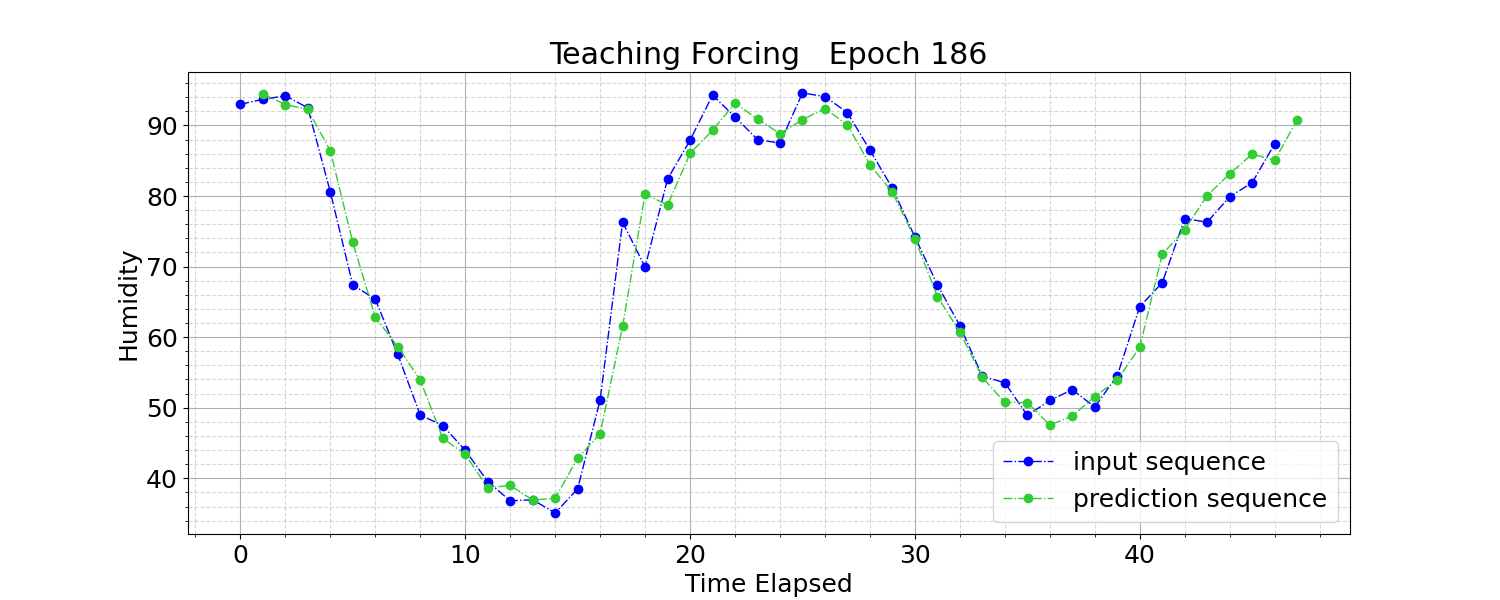 Teaching Forcing   Epoch 186
Humidity
90
80
70
60
50
40
input sequence
prediction sequence
0 10 20 30 40
Time Elapsed